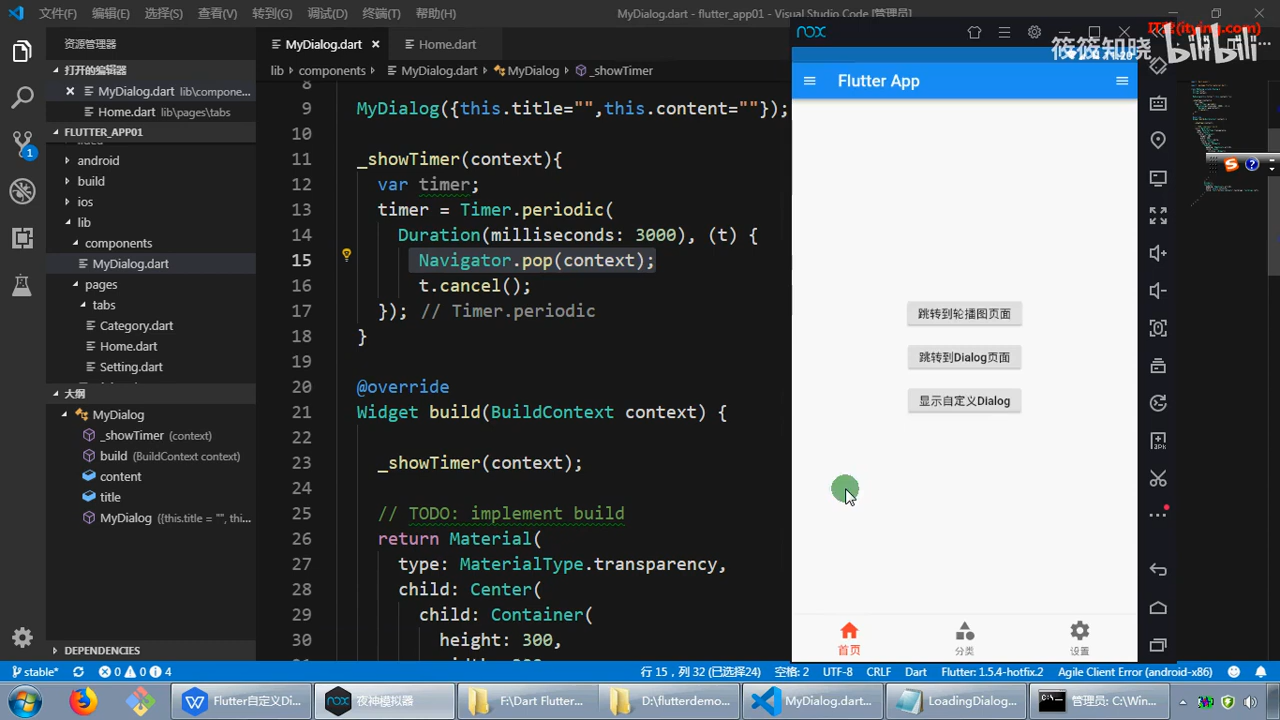 文件(F) 编辑(E) 选择(S) 查看(V) 转到(G) 调试(D) 终端(T) 帮助(H)
MyDialog.dart - flutter_app01 - Visual Studio Code [管理员]
IT营(itying.com)
筱筱知晓 bilibili
资源管
打开的编辑器
MyDialog.dart lib\compone...
Home.dart lib\pages\tabs
FLUTTER_APP01
android
build
ios
lib
components
MyDialog.dart
pages
tabs
Category.dart
Home.dart
Setting.dart
大纲
MyDialog
_showTimer (context)
build (BuildContext context)
content
title
MyDialog ({this.title = "", thi...
DEPENDENCIES
1
MyDialog.dart Home.dart
lib components MyDialog.dart MyDialog _showTimer
8
9 MyDialog({this.title="",this.content=""});
10
11 _showTimer(context){
12 var timer;
13 timer = Timer.periodic(
14 Duration(milliseconds: 3000), (t) {
15 Navigator.pop(context);
16 t.cancel();
17 }); // Timer.periodic
18 }
19
20 @override
21 Widget build(BuildContext context) {
22
23 _showTimer(context);
24
25 // TODO: implement build
26 return Material(
27 type: MaterialType.transparency,
28 child: Center(
29 child: Container(
30 height: 300,
nox
Flutter App
跳转到轮播图页面
跳转到Dialog页面
显示自定义Dialog
首页 分类 设置
stable* 0 0 4 行 15，列 32 (已选择24) 空格: 2 UTF-8 CRLF Dart Flutter: 1.5.4-hotfix.2 Agile Client Error (android-x86)
Flutter自定义Di... 夜神模拟器 F:\Dart Flutter... D:\flutterdemo... MyDialog.dart... LoadingDialog... 管理员: C:\Win...